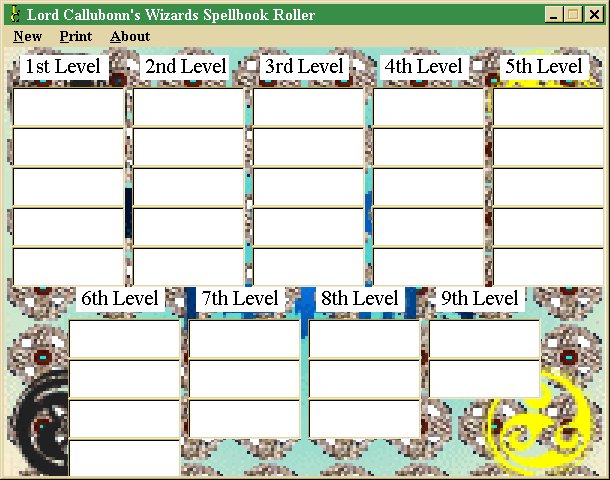 Lord Callubonn's Wizards Spellbook Roller
New Print About
1st Level 2nd Level 3rd Level 4th Level 5th Level
6th Level 7th Level 8th Level 9th Level